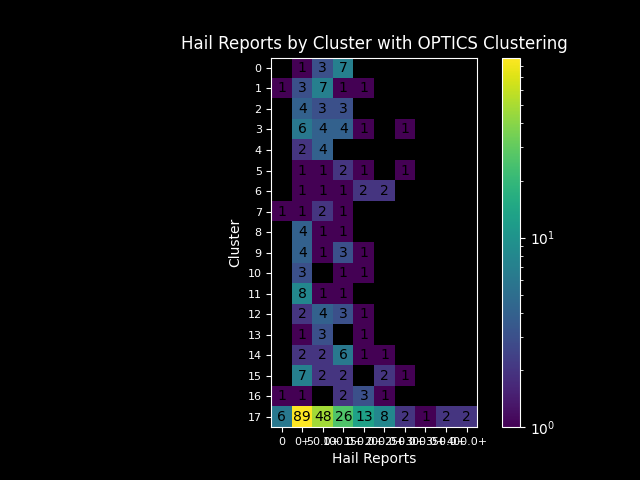 Hail Reports by Cluster with OPTICS Clustering
0 1 3 7
1 1 3 7 1 1
2 4 3 3
3 6 4 4 1 1
4 2 4
5 1 1 2 1 1
6 1 1 1 2 2
7 1 1 2 1
8 4 1 1
9 4 1 3 1
10 3 1 1
11 8 1 1
12 2 4 3 1
13 1 3 1
14 2 2 6 1 1
15 7 2 2 2 1
16 1 1 2 3 1
17 6 89 48 26 13 8 2 1 2 2
Cluster
0 0+
Hail Reports
10¹
10⁰